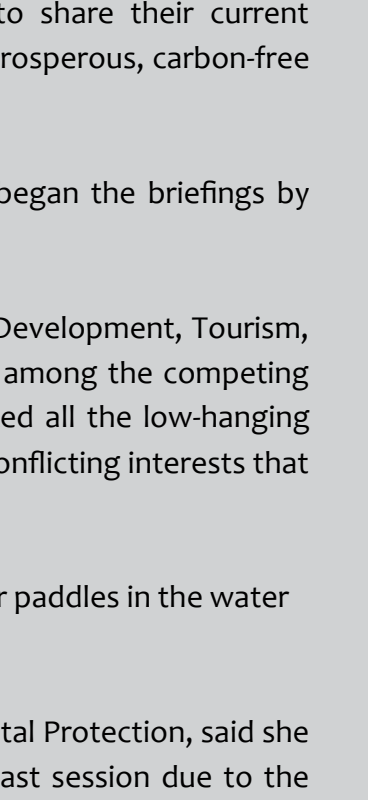 to share their current
rosperous, carbon-free
began the briefings by
Development, Tourism,
among the competing
ed all the low-hanging
onflicting interests that
r paddles in the water
tal Protection, said she
ast session due to the